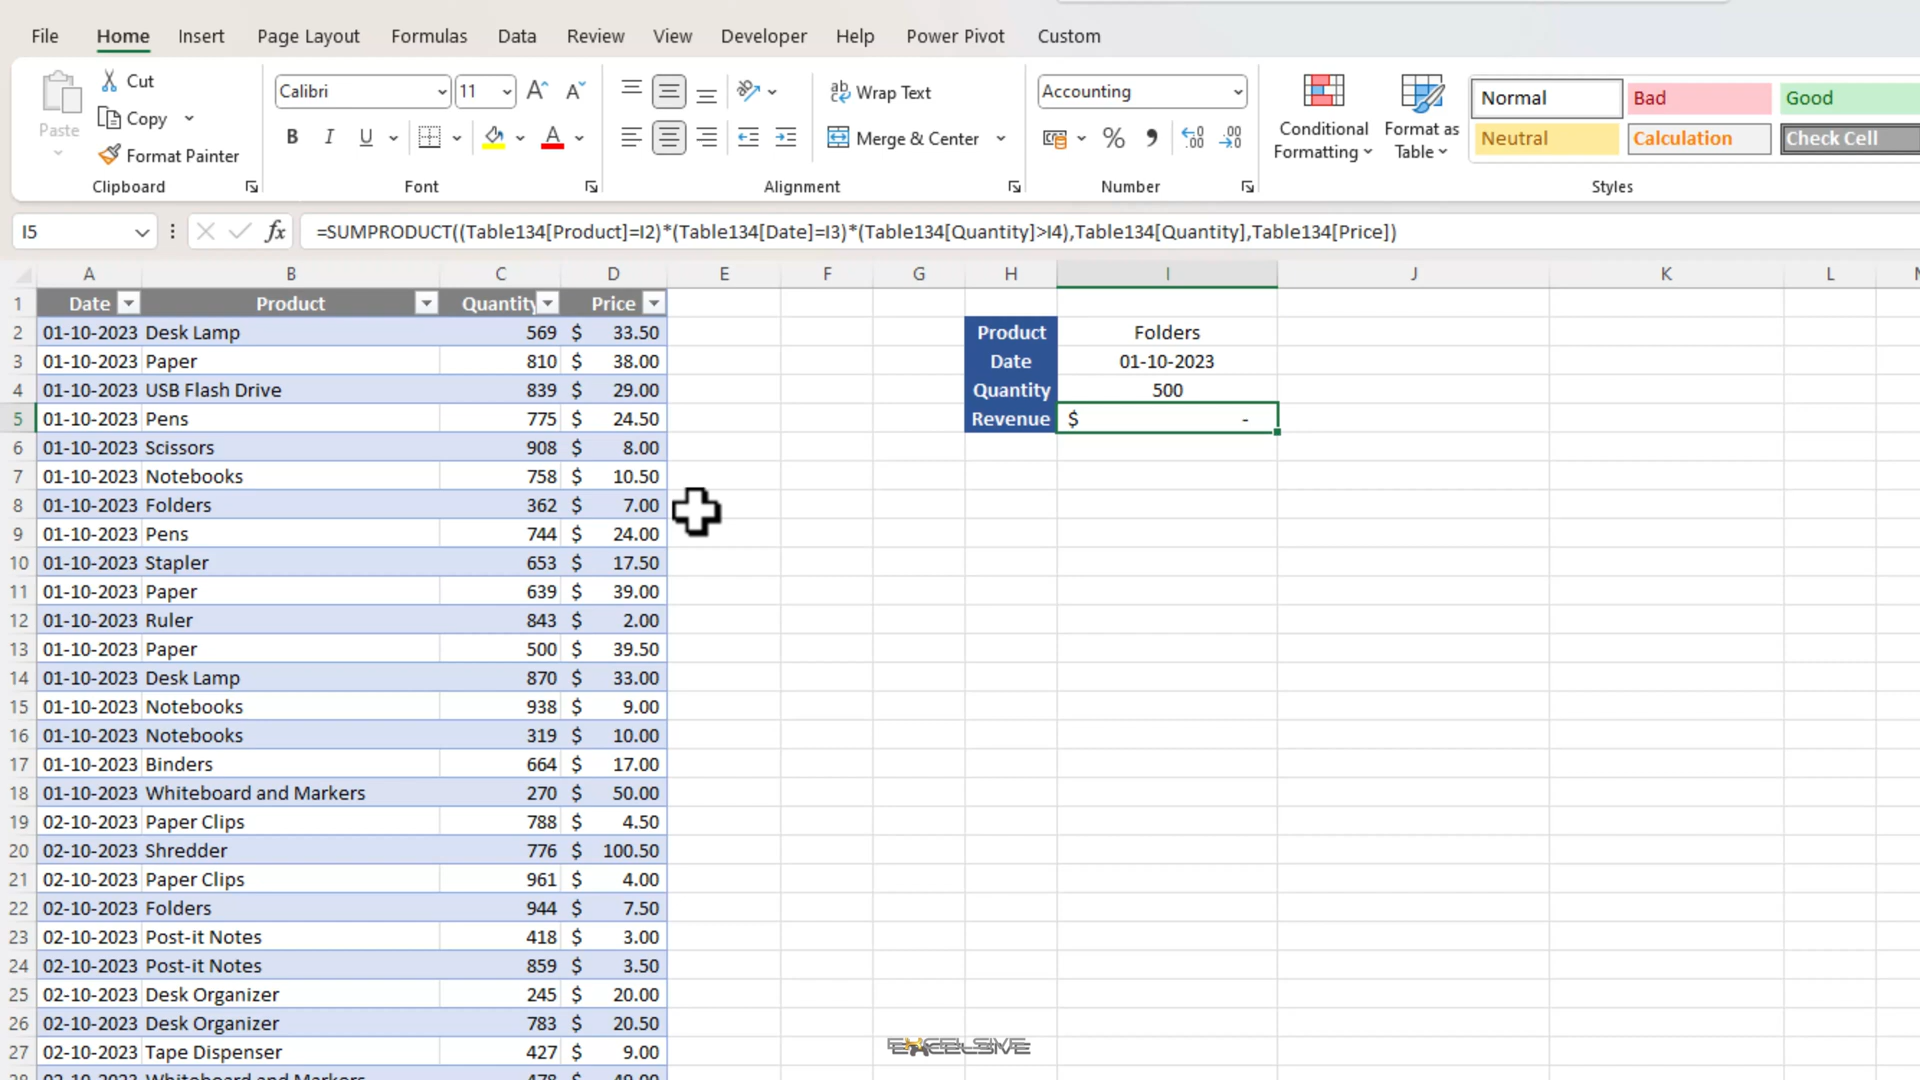 File Home Insert Page Layout Formulas Data Review View Developer Help Power Pivot Custom
Paste
Cut
Copy
Format Painter
Clipboard
Calibri 11
B I U
Font
Wrap Text
Merge & Center
Alignment
Accounting
Number
Conditional Formatting
Format as Table
Normal Bad Good
Neutral Calculation Check Cell
Styles
I5 fx =SUMPRODUCT((Table134[Product]=I2)*(Table134[Date]=I3)*(Table134[Quantity]>I4),Table134[Quantity],Table134[Price])
A B C D E F G H I J K L
1 Date Product Quantity Price
2 01-10-2023 Desk Lamp 569 $ 33.50 Product Folders
3 01-10-2023 Paper 810 $ 38.00 Date 01-10-2023
4 01-10-2023 USB Flash Drive 839 $ 29.00 Quantity 500
5 01-10-2023 Pens 775 $ 24.50 Revenue $ -
6 01-10-2023 Scissors 908 $ 8.00
7 01-10-2023 Notebooks 758 $ 10.50
8 01-10-2023 Folders 362 $ 7.00
9 01-10-2023 Pens 744 $ 24.00
10 01-10-2023 Stapler 653 $ 17.50
11 01-10-2023 Paper 639 $ 39.00
12 01-10-2023 Ruler 843 $ 2.00
13 01-10-2023 Paper 500 $ 39.50
14 01-10-2023 Desk Lamp 870 $ 33.00
15 01-10-2023 Notebooks 938 $ 9.00
16 01-10-2023 Notebooks 319 $ 10.00
17 01-10-2023 Binders 664 $ 17.00
18 01-10-2023 Whiteboard and Markers 270 $ 50.00
19 02-10-2023 Paper Clips 788 $ 4.50
20 02-10-2023 Shredder 776 $ 100.50
21 02-10-2023 Paper Clips 961 $ 4.00
22 02-10-2023 Folders 944 $ 7.50
23 02-10-2023 Post-it Notes 418 $ 3.00
24 02-10-2023 Post-it Notes 859 $ 3.50
25 02-10-2023 Desk Organizer 245 $ 20.00
26 02-10-2023 Desk Organizer 783 $ 20.50
27 02-10-2023 Tape Dispenser 427 $ 9.00
EXCELSIVE